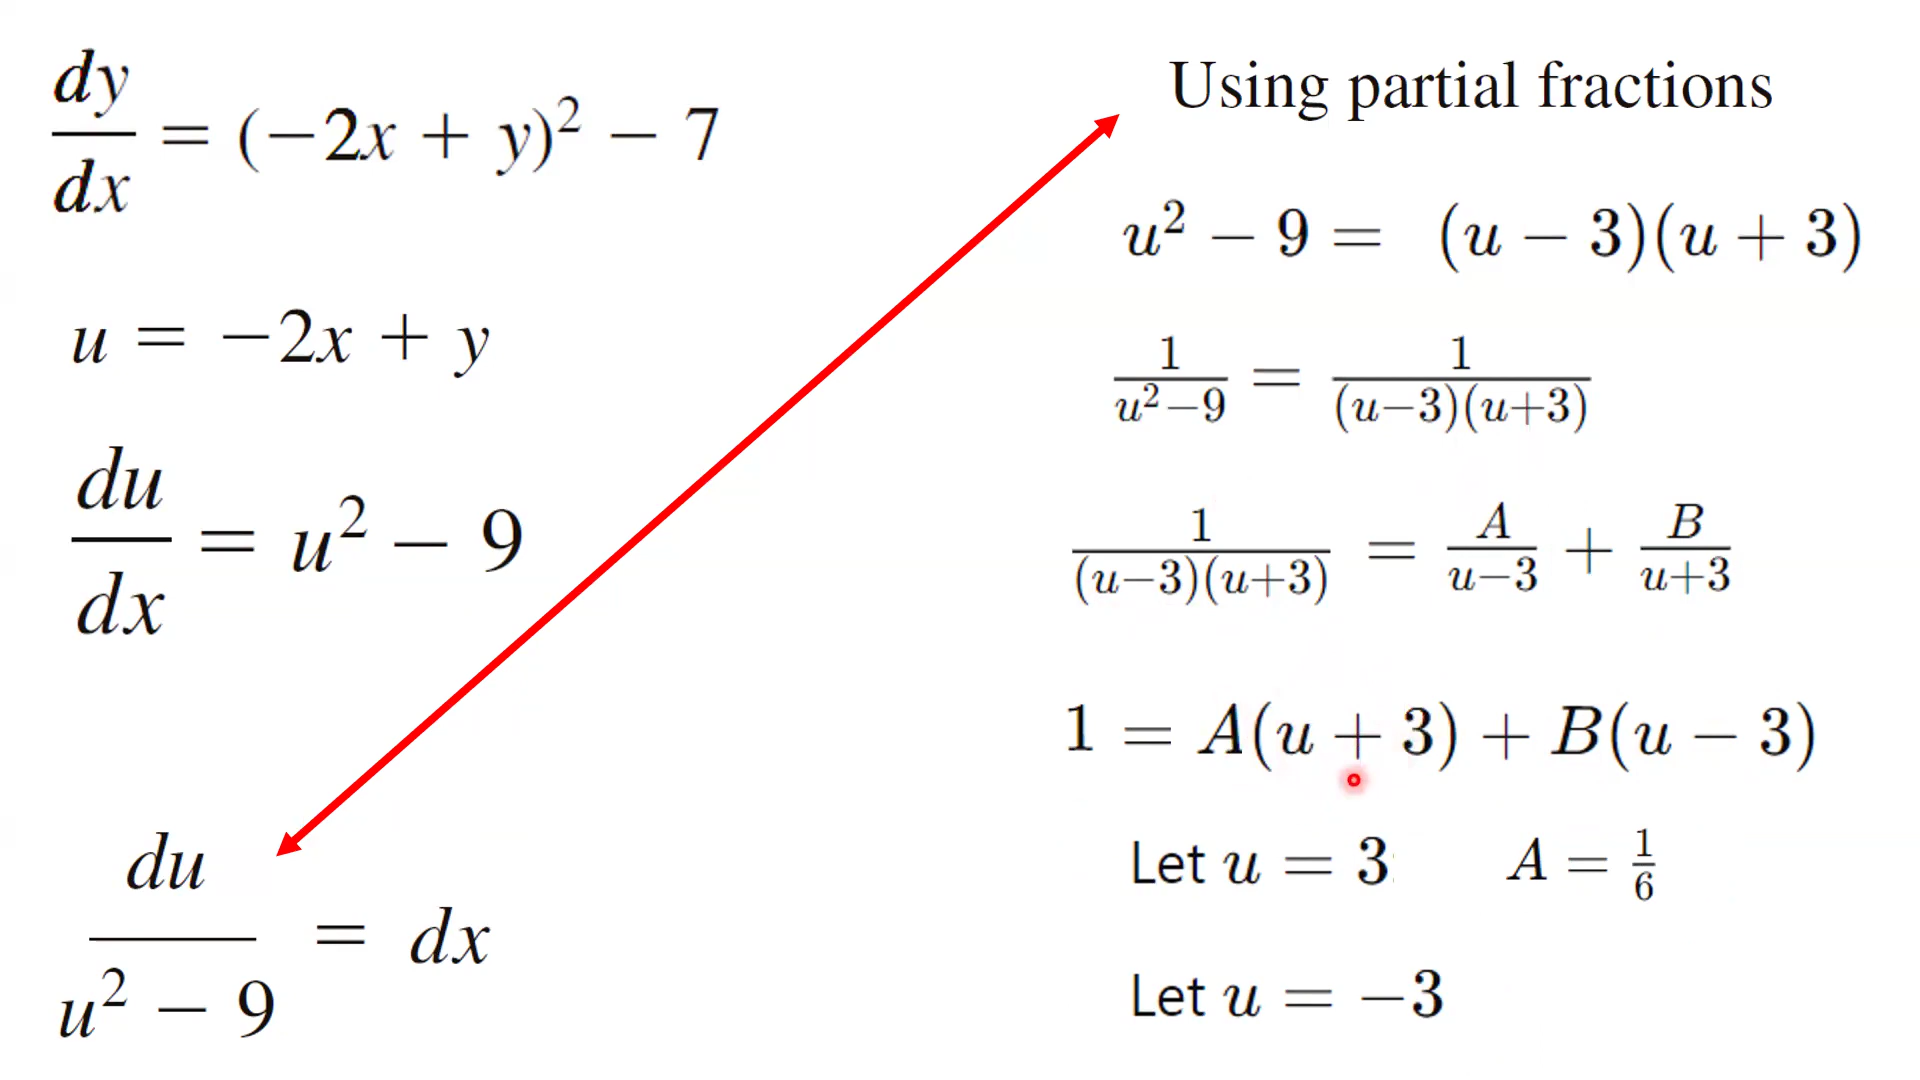 dy/dx = (−2x + y)² − 7
u = −2x + y
du/dx = u² − 9
du/(u² − 9) = dx
Using partial fractions
u² − 9 = (u − 3)(u + 3)
1/(u²−9) = 1/((u−3)(u+3))
1/((u−3)(u+3)) = A/(u−3) + B/(u+3)
1 = A(u + 3) + B(u − 3)
Let u = 3 A = 1/6
Let u = −3